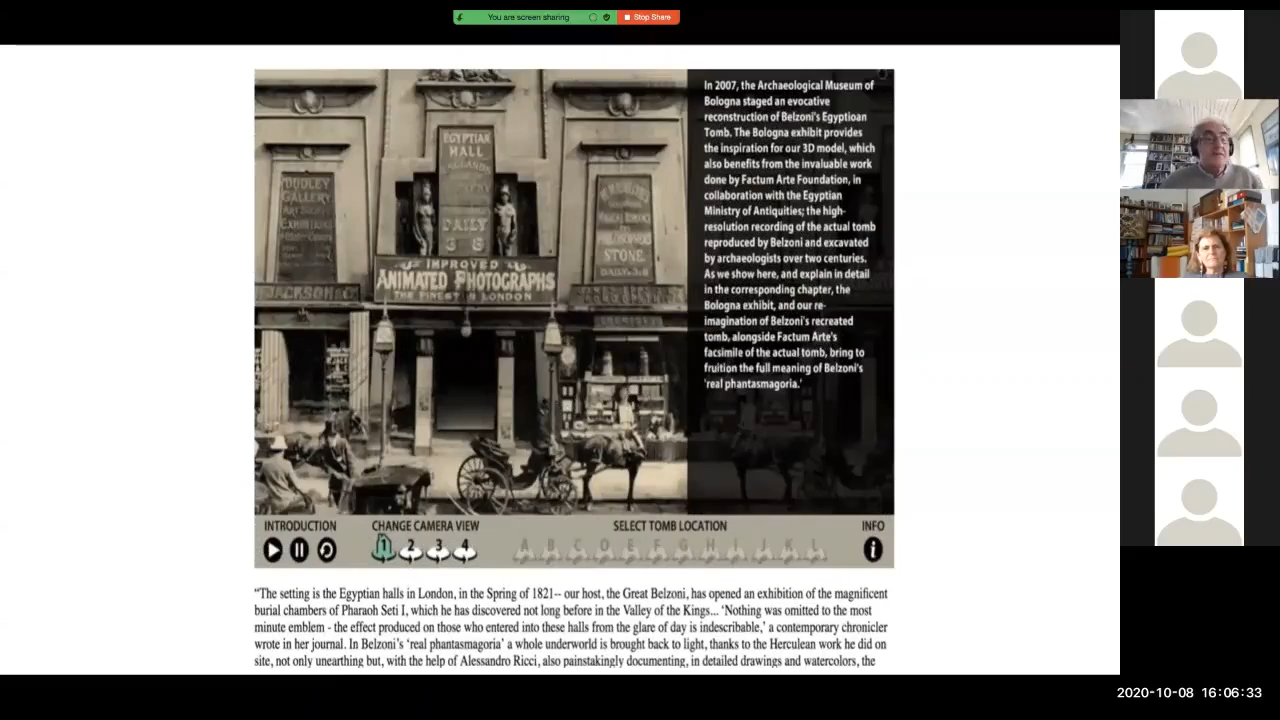 You are screen sharing
Stop Share
EGYPTIAN
HALL
DAILY
3 8
DUDLEY
GALLERY
STONE.
DAILY.3.8
IMPROVED
ANIMATED PHOTOGRAPHS
THE FINEST IN LONDON
JACKSON
In 2007, the Archaeological Museum of
Bologna staged an evocative
reconstruction of Belzoni's Egyptioan
Tomb. The Bologna exhibit provides
the inspiration for our 3D model, which
also benefits from the invaluable work
done by Factum Arte Foundation, in
collaboration with the Egyptian
Ministry of Antiquities; the high-
resolution recording of the actual tomb
reproduced by Belzoni and excavated
by archaeologists over two centuries.
As we show here, and explain in detail
in the corresponding chapter, the
Bologna exhibit, and our re-
imagination of Belzoni's recreated
tomb, alongside Factum Arte's
facsimile of the actual tomb, bring to
fruition the full meaning of Belzoni's
'real phantasmagoria.'
INTRODUCTION
CHANGE CAMERA VIEW
SELECT TOMB LOCATION
INFO
1 2 3 4
A B C D E F G H I J K L
i
“The setting is the Egyptian halls in London, in the Spring of 1821-- our host, the Great Belzoni, has opened an exhibition of the magnificent
burial chambers of Pharaoh Seti I, which he has discovered not long before in the Valley of the Kings... ‘Nothing was omitted to the most
minute emblem - the effect produced on those who entered into these halls from the glare of day is indescribable,’ a contemporary chronicler
wrote in her journal. In Belzoni’s ‘real phantasmagoria’ a whole underworld is brought back to light, thanks to the Herculean work he did on
site, not only unearthing but, with the help of Alessandro Ricci, also painstakingly documenting, in detailed drawings and watercolors, the
2020-10-08 16:06:33